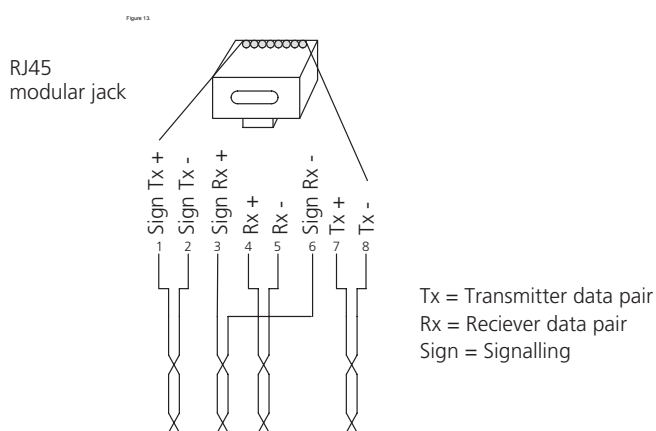 Figure 13.
RJ45
modular jack
Sign Tx +
Sign Tx -
Sign Rx +
Rx +
Rx -
Sign Rx -
Tx +
Tx -
1 2 3 4 5 6 7 8
Tx = Transmitter data pair
Rx = Reciever data pair
Sign = Signalling